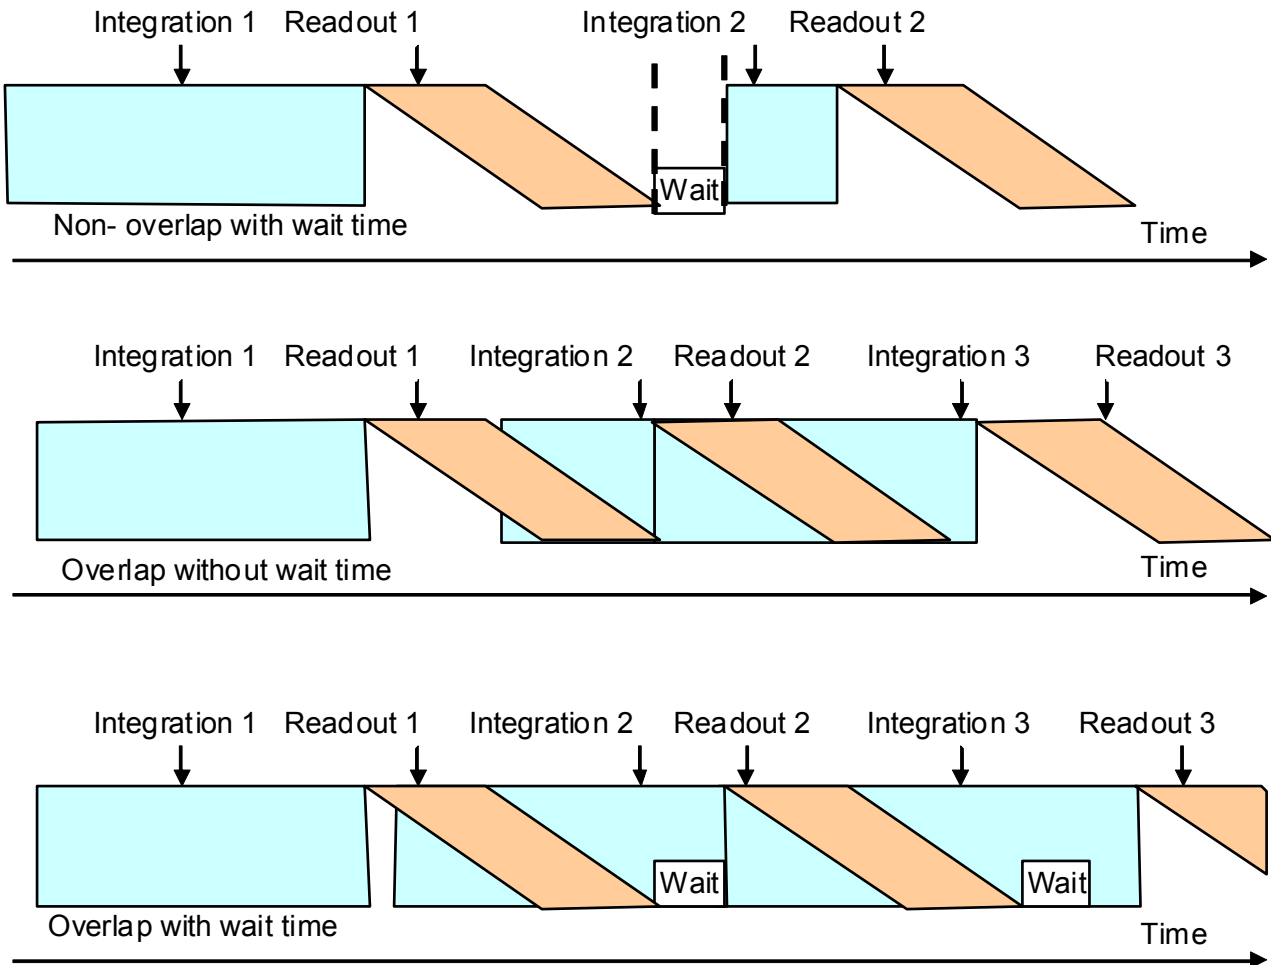 Integration 1 Readout 1 Integration 2 Readout 2
Wait
Non- overlap with wait time
Time
Integration 1 Readout 1 Integration 2 Readout 2 Integration 3 Readout 3
Overlap without wait time
Time
Integration 1 Readout 1 Integration 2 Readout 2 Integration 3 Readout 3
Wait Wait
Overlap with wait time
Time